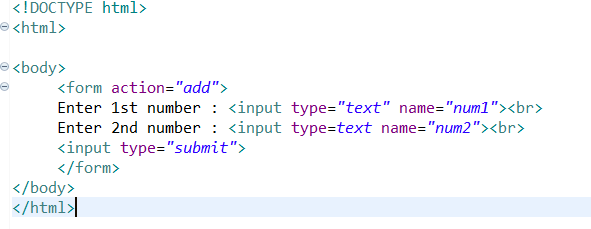 <!DOCTYPE html>
<html>
<body>
<form action="add">
Enter 1st number : <input type="text" name="num1"><br>
Enter 2nd number : <input type=text name="num2"><br>
<input type="submit">
</form>
</body>
</html>